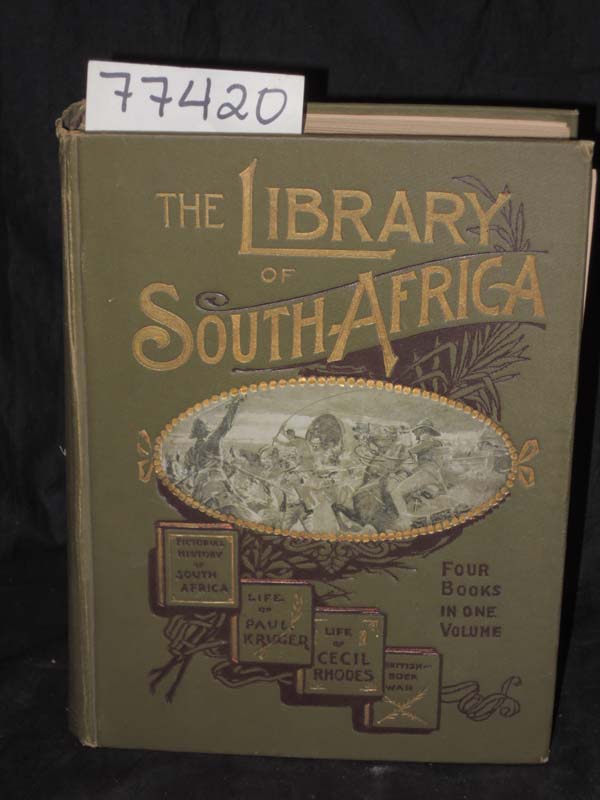 77420
THE LIBRARY
OF
SOUTH AFRICA
PICTORIAL
HISTORY
OF
SOUTH
AFRICA
LIFE
OF
PAUL
KRUGER
LIFE
OF
CECIL
RHODES
BRITISH-
BOER
WAR
FOUR
BOOKS
IN ONE
VOLUME